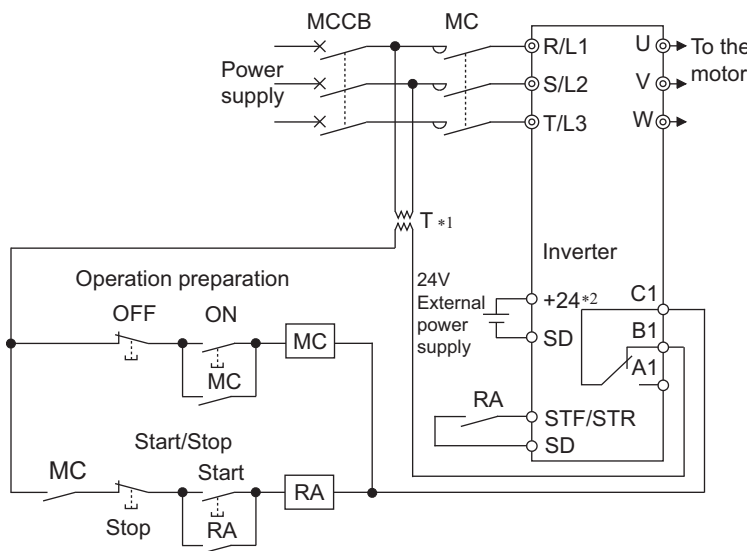 MCCB
MC
Power
supply
R/L1
S/L2
T/L3
U
V
W
To the
motor
T *1
Inverter
Operation preparation
OFF
ON
MC
MC
24V
External
power
supply
+24*2
SD
C1
B1
A1
RA
STF/STR
SD
Start/Stop
MC
Start
Stop
RA
RA